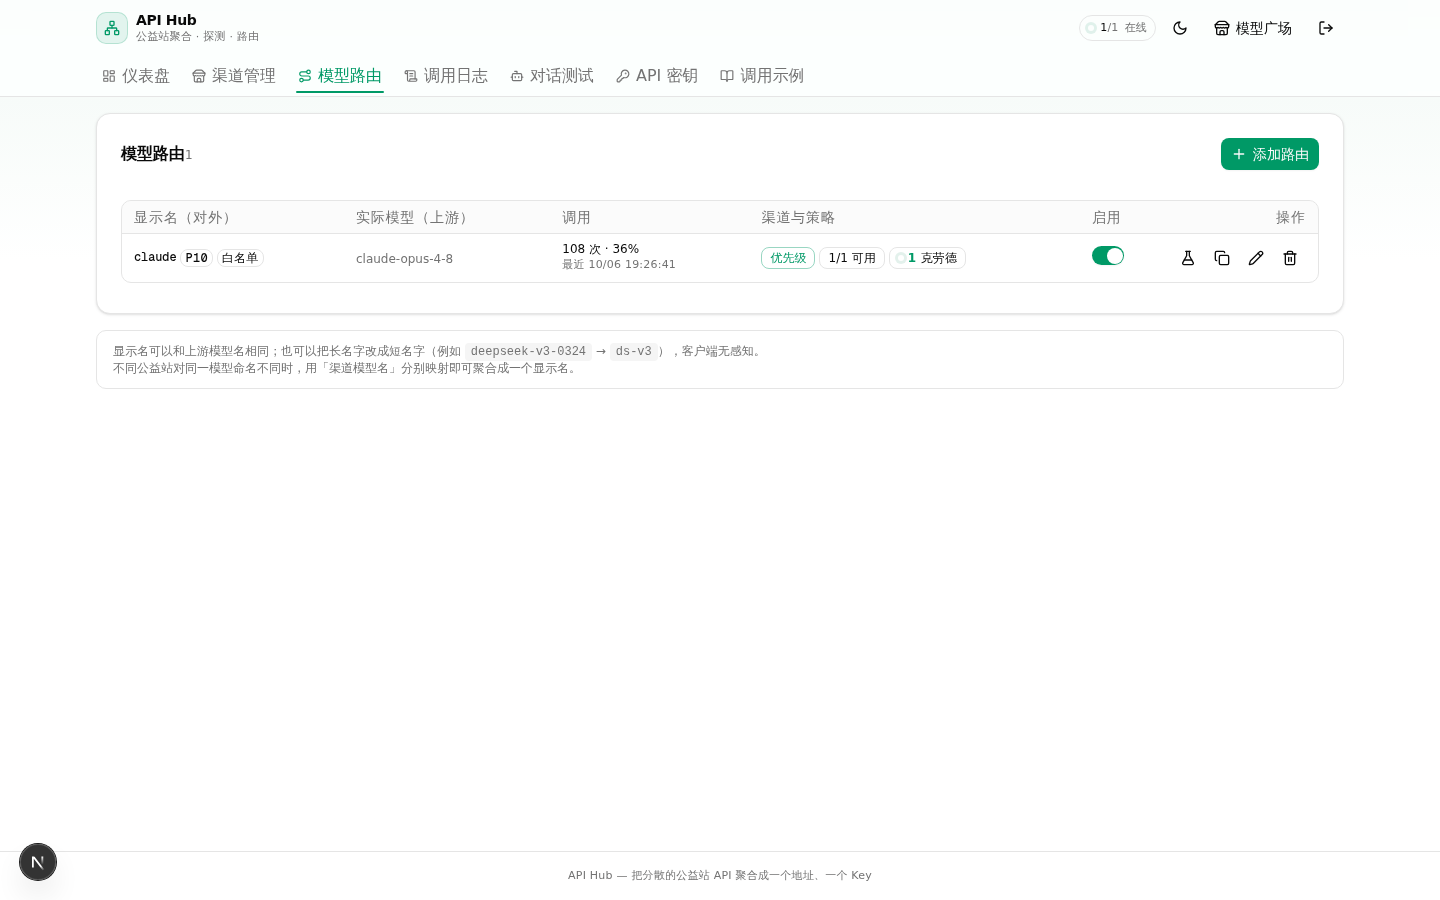 API Hub
公益站聚合 · 探测 · 路由
1/1 在线
模型广场
仪表盘 渠道管理 模型路由 调用日志 对话测试 API 密钥 调用示例
模型路由1
添加路由
显示名（对外） 实际模型（上游） 调用 渠道与策略 启用 操作
claude P10 白名单 claude-opus-4-8 108 次 · 36% 优先级 1/1 可用 1 克劳德
最近 10/06 19:26:41
显示名可以和上游模型名相同；也可以把长名字改成短名字（例如 deepseek-v3-0324 → ds-v3 ），客户端无感知。
不同公益站对同一模型命名不同时，用「渠道模型名」分别映射即可聚合成一个显示名。
N
API Hub — 把分散的公益站 API 聚合成一个地址、一个 Key